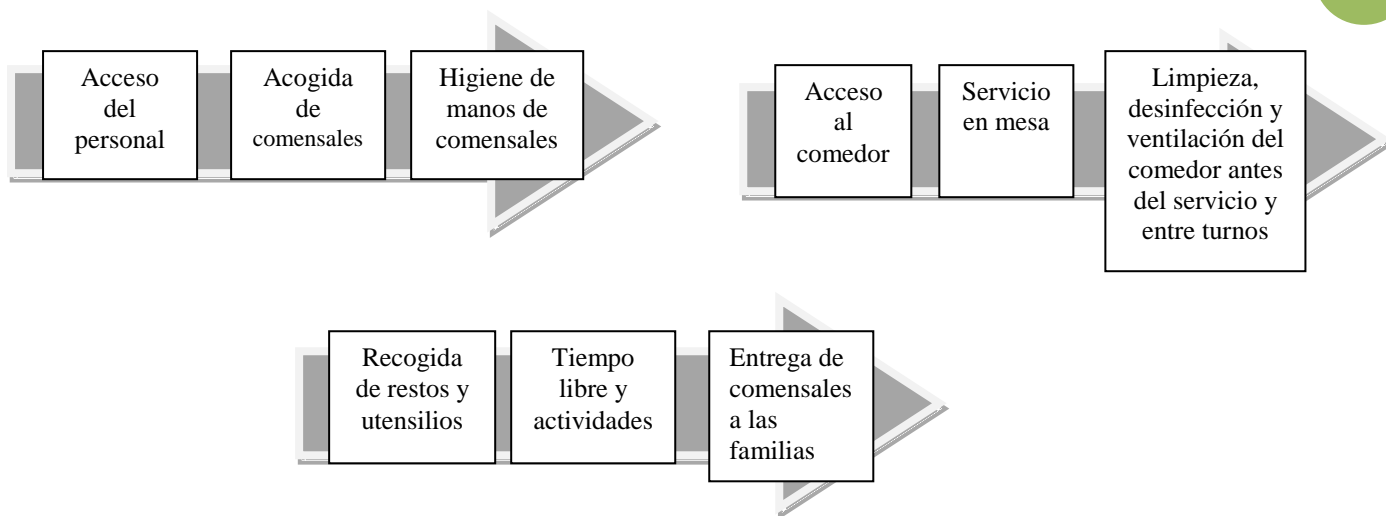 Acceso
del
personal
Acogida
de
comensales
Higiene de
manos de
comensales
Acceso
al
comedor
Servicio
en mesa
Limpieza,
desinfección y
ventilación del
comedor antes
del servicio y
entre turnos
Recogida
de restos y
utensilios
Tiempo
libre y
actividades
Entrega de
comensales
a las
familias